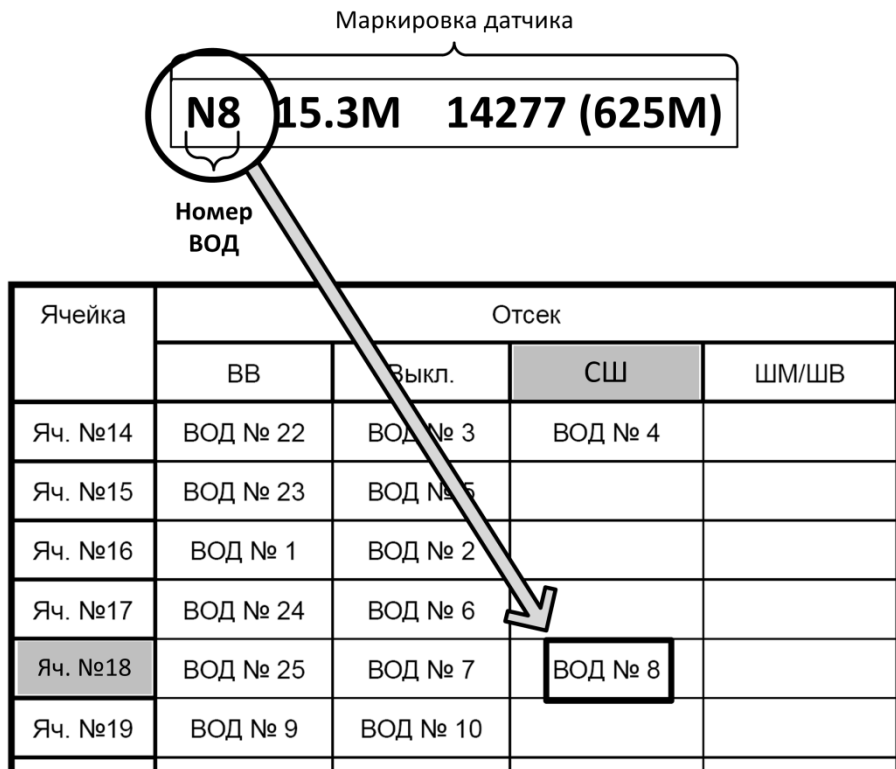 Маркировка датчика
N8 15.3М 14277 (625М)
Номер
ВОД
Ячейка Отсек
ВВ Выкл. СШ ШМ/ШВ
Яч. №14 ВОД № 22 ВОД № 3 ВОД № 4
Яч. №15 ВОД № 23 ВОД № 5
Яч. №16 ВОД № 1 ВОД № 2
Яч. №17 ВОД № 24 ВОД № 6
Яч. №18 ВОД № 25 ВОД № 7 ВОД № 8
Яч. №19 ВОД № 9 ВОД № 10